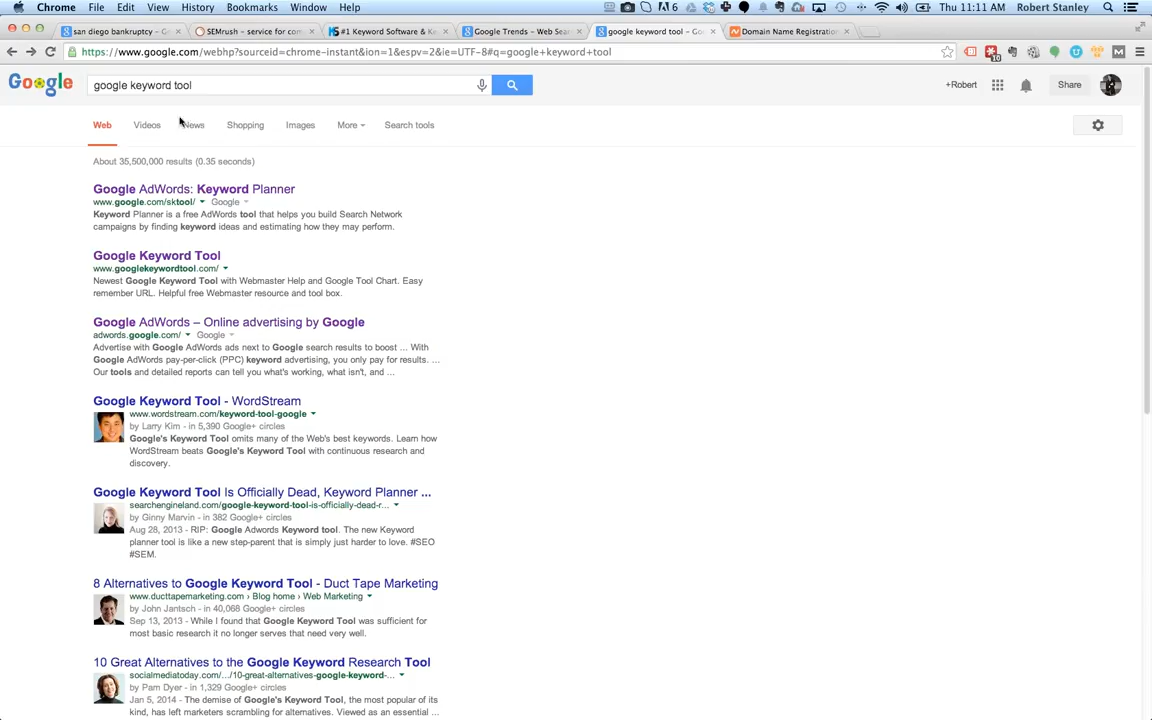 Chrome File Edit View History Bookmarks Window Help 6 Thu 11:11 AM Robert Stanley
san diego bankruptcy - Go SEMrush - service for com #1 Keyword Software & Ke Google Trends - Web Sear google keyword tool - Go Domain Name Registration
https://www.google.com/webhp?sourceid=chrome-instant&ion=1&espv=2&ie=UTF-8#q=google+keyword+tool
10
Google google keyword tool +Robert Share
Web Videos News Shopping Images More Search tools
About 35,500,000 results (0.35 seconds)
Google AdWords: Keyword Planner
www.google.com/sktool/ Google
Keyword Planner is a free AdWords tool that helps you build Search Network
campaigns by finding keyword ideas and estimating how they may perform.
Google Keyword Tool
www.googlekeywordtool.com/
Newest Google Keyword Tool with Webmaster Help and Google Tool Chart. Easy
remember URL. Helpful free Webmaster resource and tool box.
Google AdWords – Online advertising by Google
adwords.google.com/ Google
Advertise with Google AdWords ads next to Google search results to boost ... With
Google AdWords pay-per-click (PPC) keyword advertising, you only pay for results. ...
Our tools and detailed reports can tell you what's working, what isn't, and ...
Google Keyword Tool - WordStream
www.wordstream.com/keyword-tool-google
by Larry Kim - in 5,390 Google+ circles
Google's Keyword Tool omits many of the Web's best keywords. Learn how
WordStream beats Google's Keyword Tool with continuous research and
discovery.
Google Keyword Tool Is Officially Dead, Keyword Planner ...
searchengineland.com/google-keyword-tool-is-officially-dead-r...
by Ginny Marvin - in 382 Google+ circles
Aug 28, 2013 - RIP: Google Adwords Keyword tool. The new Keyword
planner tool is like a new step-parent that is simply just harder to love. #SEO
#SEM.
8 Alternatives to Google Keyword Tool - Duct Tape Marketing
www.ducttapemarketing.com › Blog home › Web Marketing
by John Jantsch - in 40,068 Google+ circles
Sep 13, 2013 - While I found that Google Keyword Tool was sufficient for
most basic research it no longer serves that need very well.
10 Great Alternatives to the Google Keyword Research Tool
socialmediatoday.com/.../10-great-alternatives-google-keyword-...
by Pam Dyer - in 1,329 Google+ circles
Jan 5, 2014 - The demise of Google's Keyword Tool, the most popular of its
kind, has left marketers scrambling for alternatives. Viewed as an essential ...